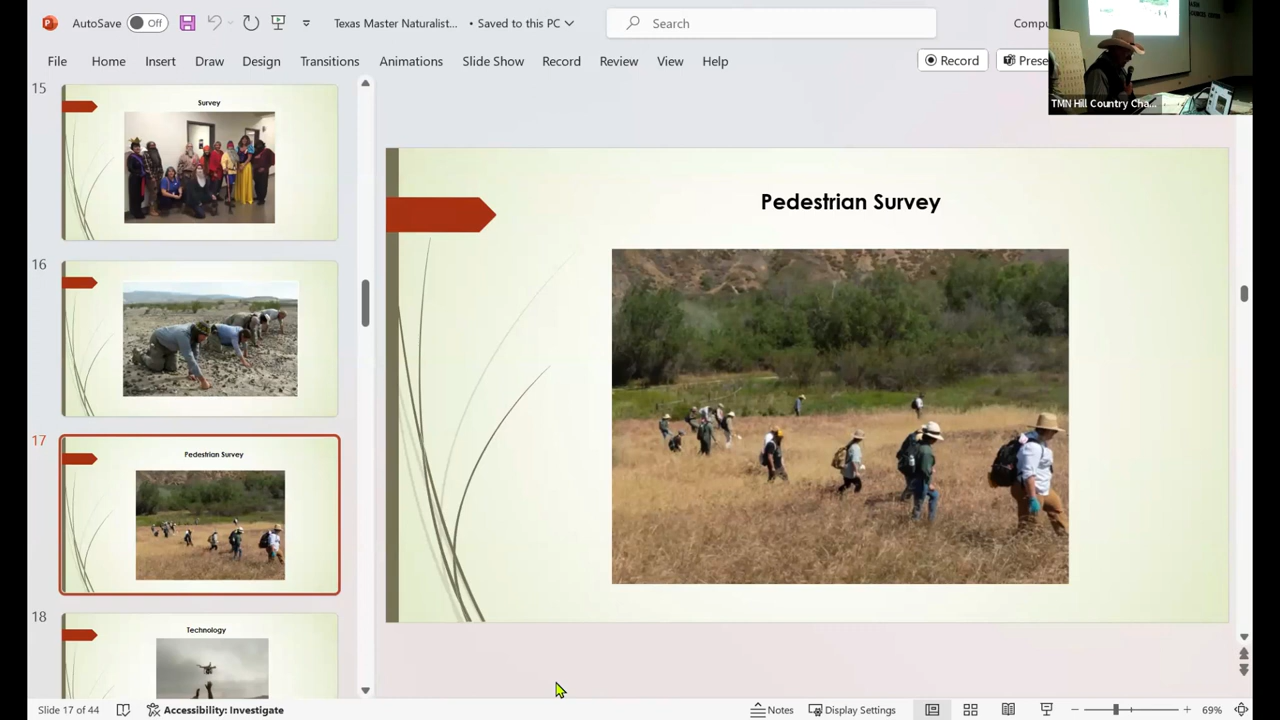 AutoSave Off Texas Master Naturalist... • Saved to this PC Search Compu
File Home Insert Draw Design Transitions Animations Slide Show Record Review View Help Record Prese
TMN Hill Country Cha...
15
Survey
16
17
Pedestrian Survey
18
Technology
Pedestrian Survey
Slide 17 of 44 Accessibility: Investigate Notes Display Settings 69%